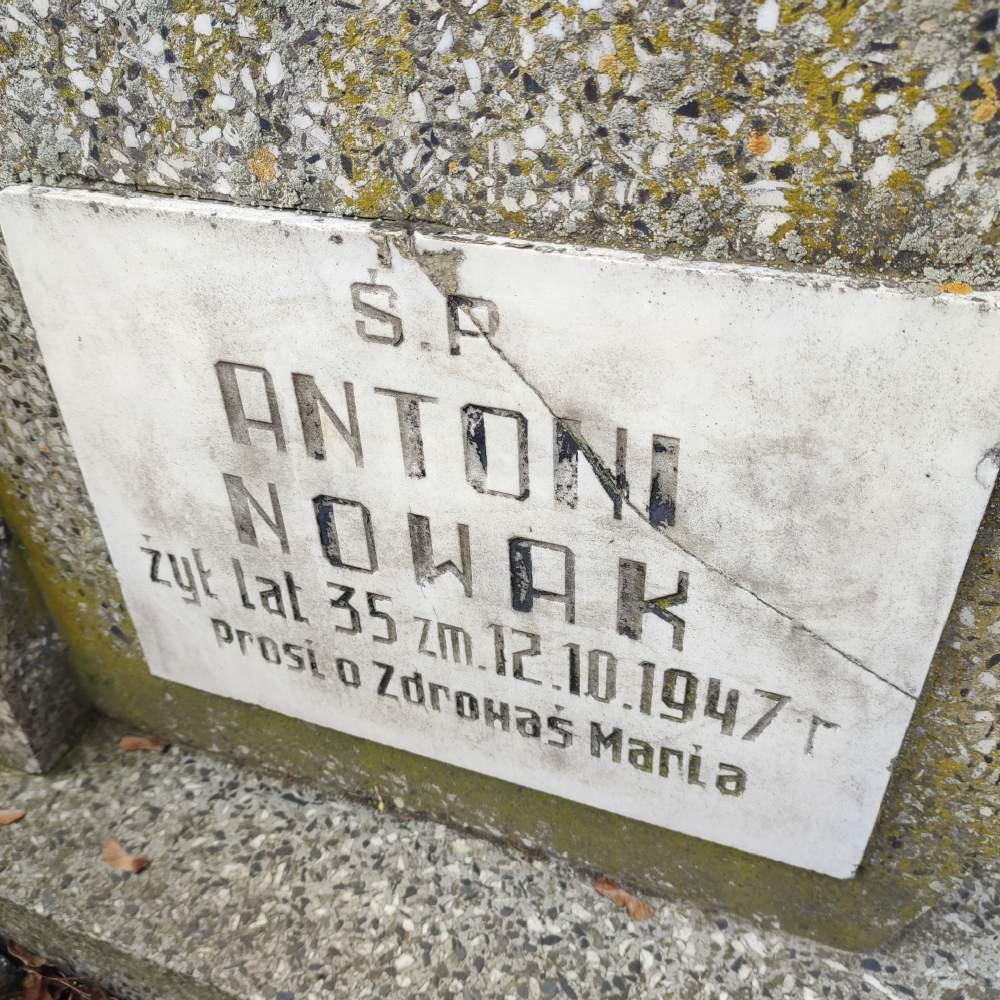 Ś.P
ANTONI
NOWAK
żył lat 35 zm. 12.10.1947 r
prosi o Zdrowaś Maria